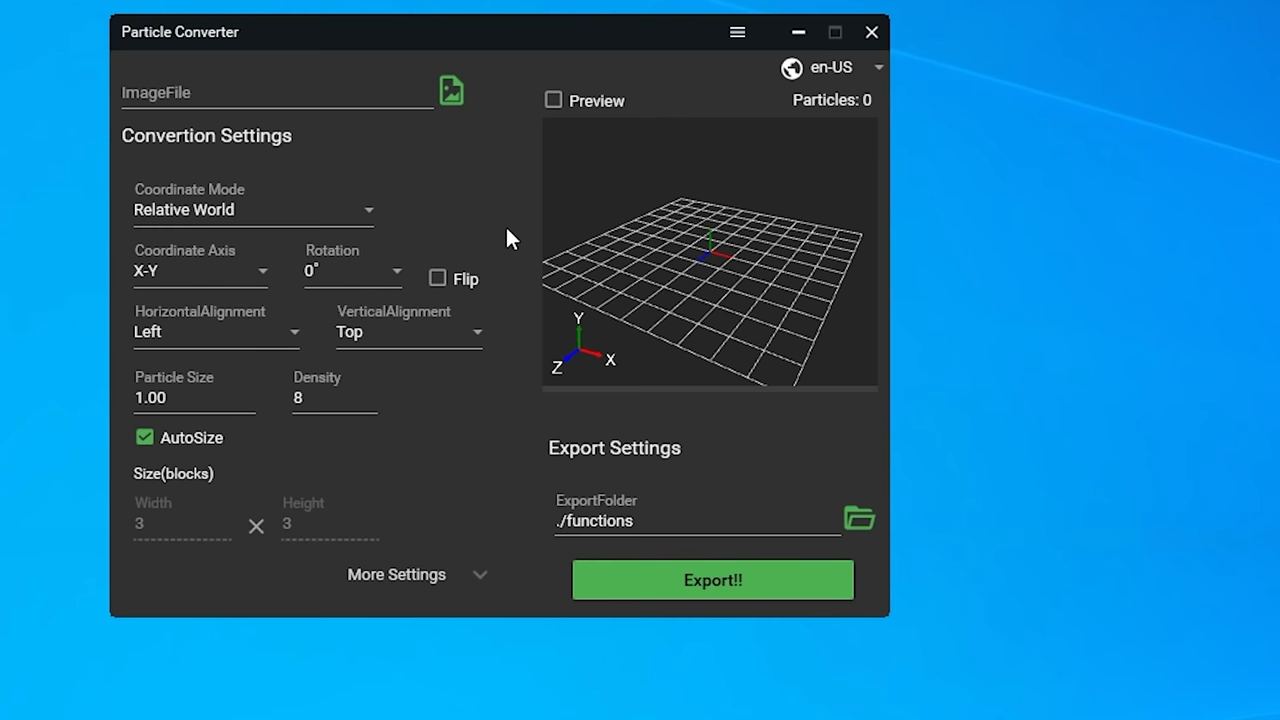 Particle Converter
en-US
ImageFile
Preview
Particles: 0
Convertion Settings
Coordinate Mode
Relative World
Coordinate Axis
Rotation
X-Y
0°
Flip
HorizontalAlignment
VerticalAlignment
Left
Top
Y
Z
X
Particle Size
Density
1.00
8
AutoSize
Size(blocks)
Width
Height
3
3
More Settings
Export Settings
ExportFolder
./functions
Export!!